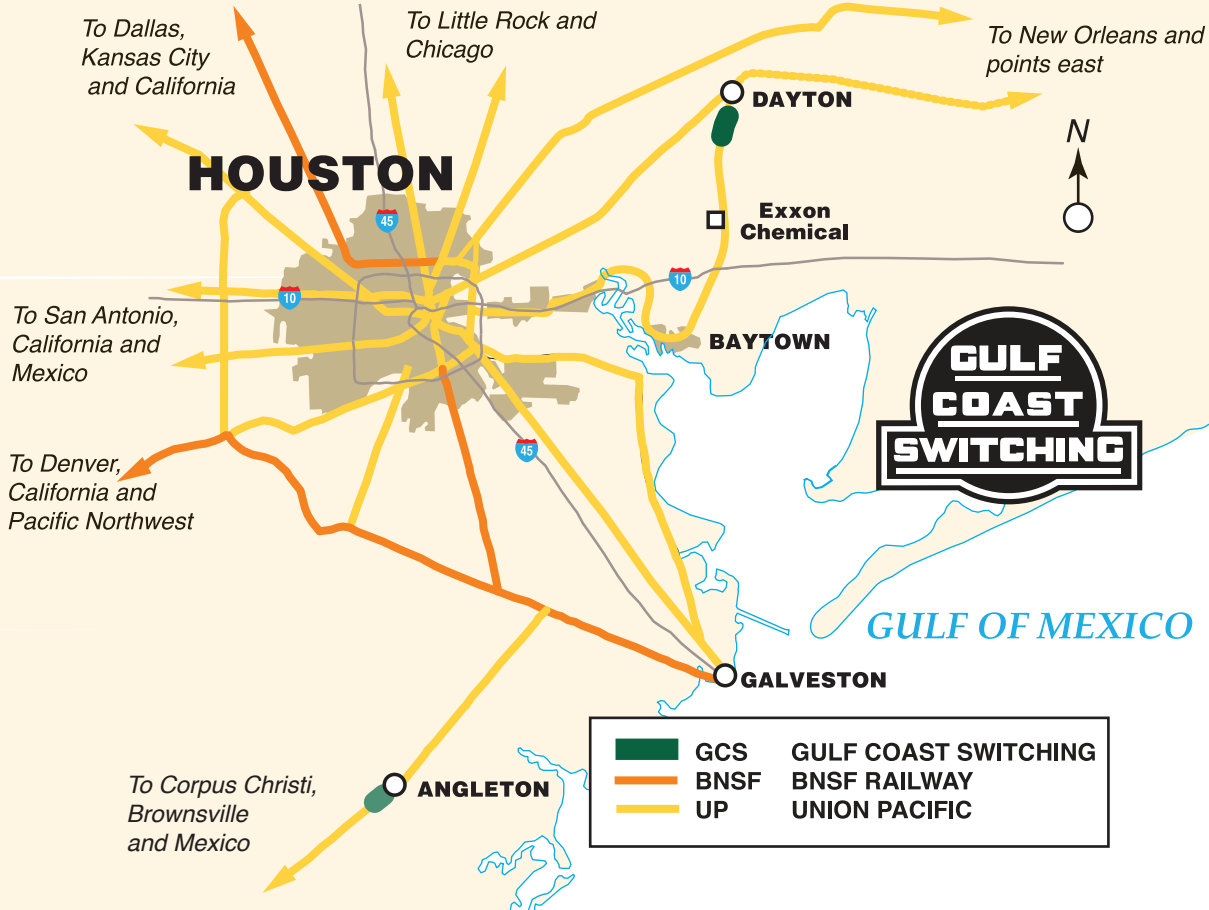 To Dallas,
Kansas City
and California
To Little Rock and
Chicago
To New Orleans and
points east
DAYTON
N
HOUSTON
45
Exxon
Chemical
10
10
To San Antonio,
California and
Mexico
BAYTOWN
GULF
COAST
SWITCHING
45
To Denver,
California and
Pacific Northwest
GULF OF MEXICO
GALVESTON
GCS GULF COAST SWITCHING
BNSF BNSF RAILWAY
UP UNION PACIFIC
To Corpus Christi,
Brownsville
and Mexico
ANGLETON